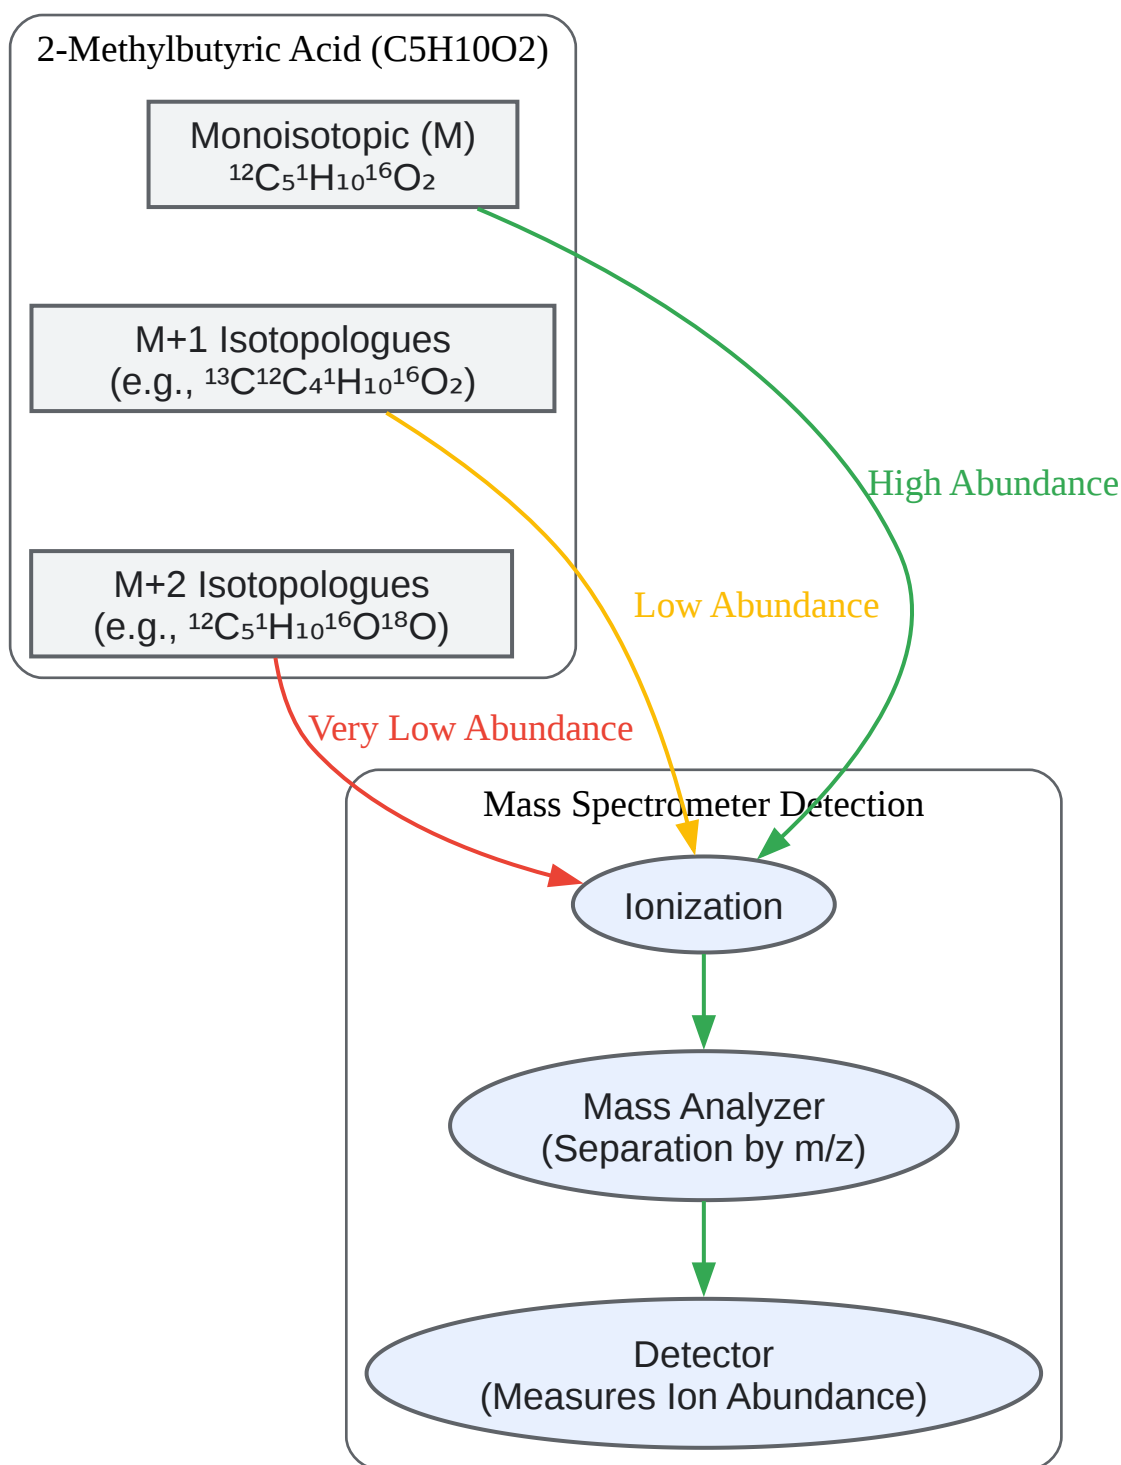 2-Methylbutyric Acid (C5H10O2)
Monoisotopic (M)
¹²C₅¹H₁₀¹⁶O₂
M+1 Isotopologues
(e.g., ¹³C¹²C₄¹H₁₀¹⁶O₂)
High Abundance
M+2 Isotopologues
(e.g., ¹²C₅¹H₁₀¹⁶O¹⁸O)
Low Abundance
Very Low Abundance
Mass Spectrometer Detection
Ionization
Mass Analyzer
(Separation by m/z)
Detector
(Measures Ion Abundance)